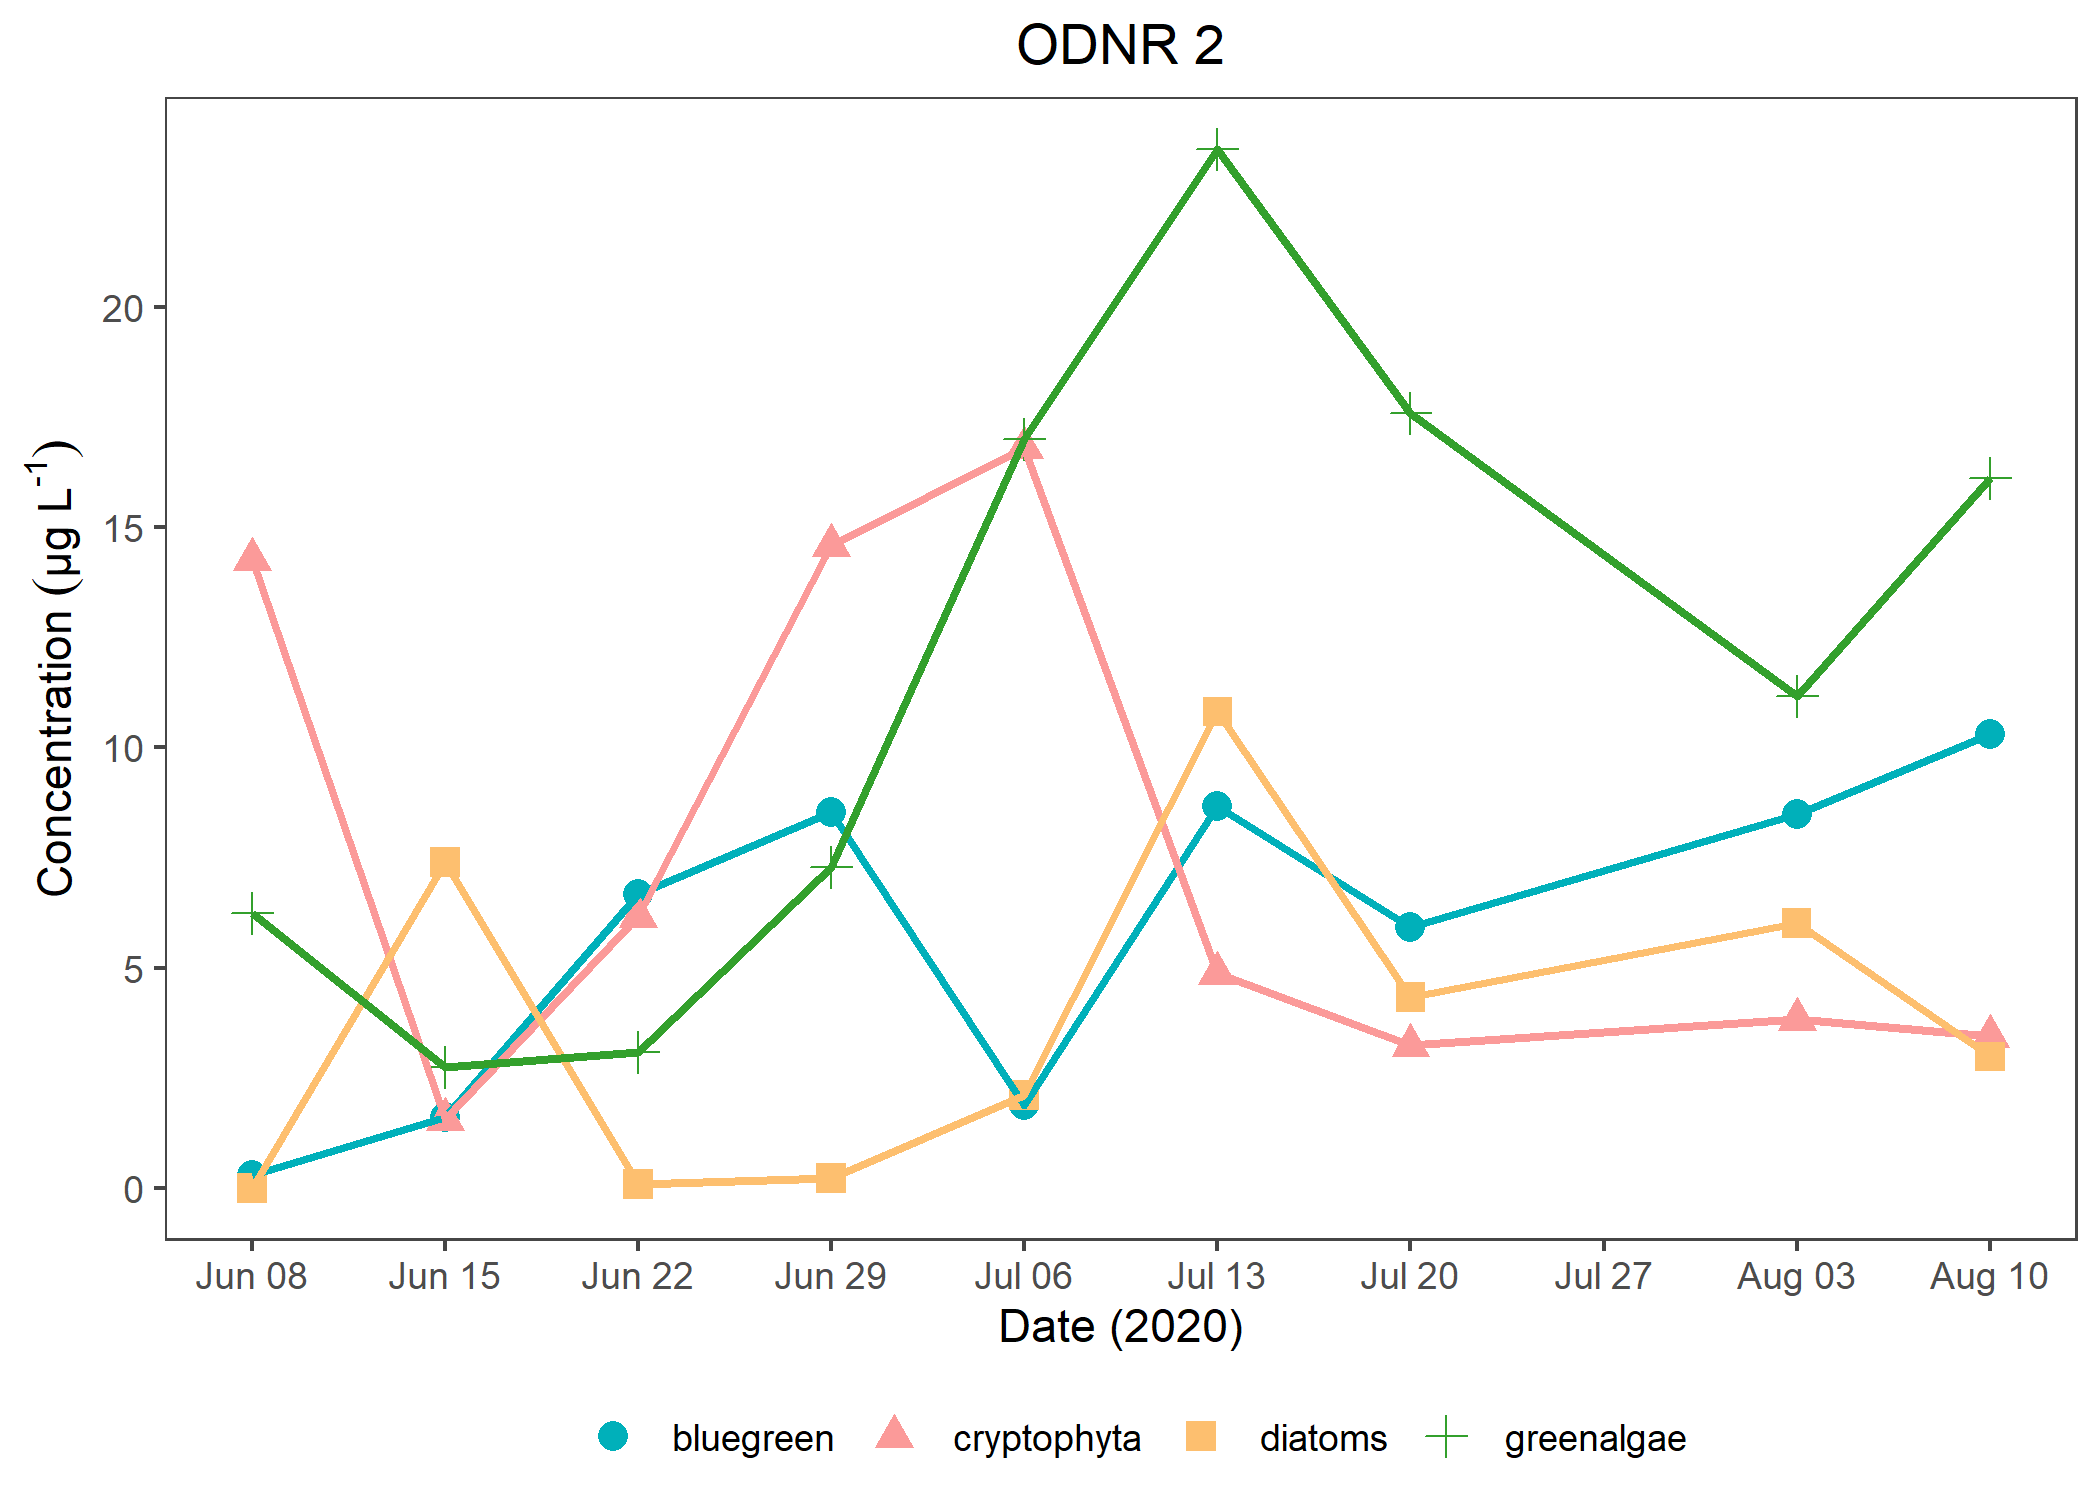 ODNR 2
Concentration (µg L⁻¹)
20
15
10
5
0
Jun 08 Jun 15 Jun 22 Jun 29 Jul 06 Jul 13 Jul 20 Jul 27 Aug 03 Aug 10
Date (2020)
bluegreen cryptophyta diatoms greenalgae